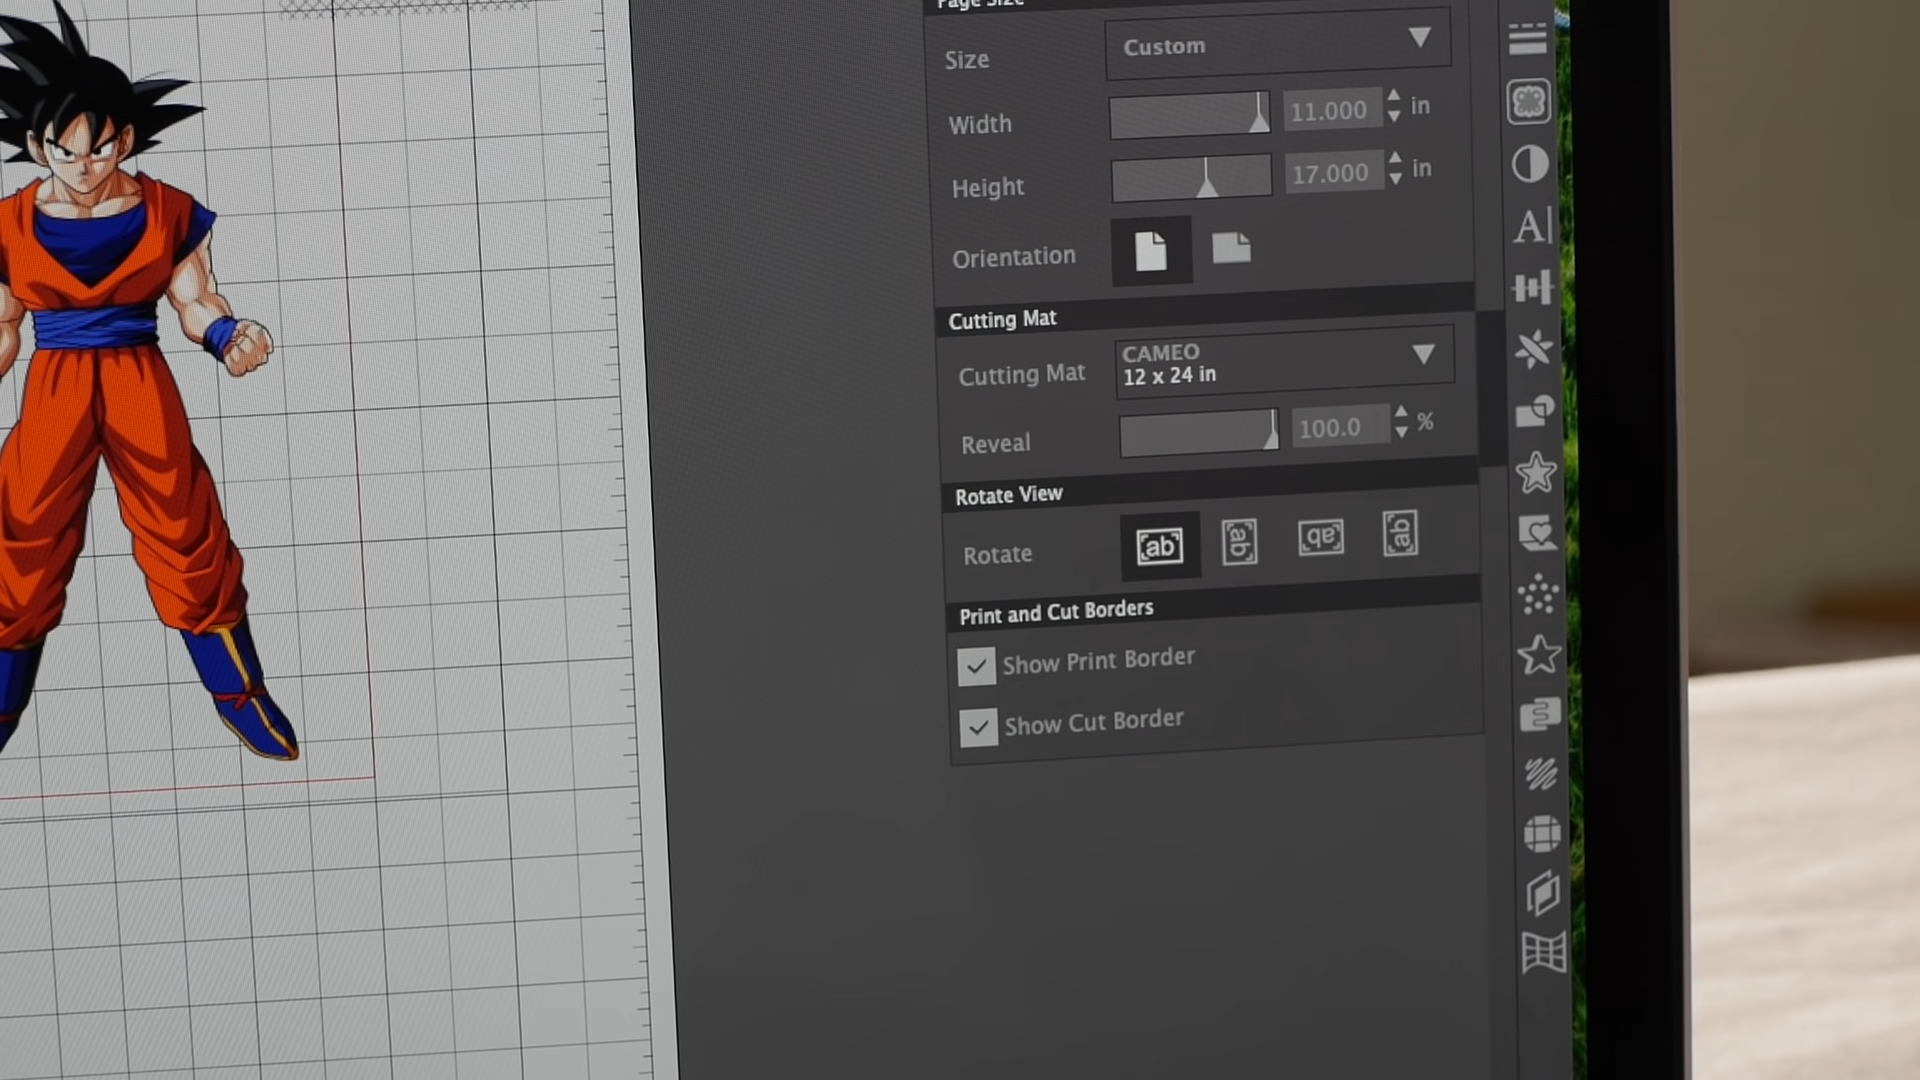 Page Size
Size
Custom
Width
11.000
in
Height
17.000
in
Orientation
Cutting Mat
Cutting Mat
CAMEO
12 x 24 in
Reveal
100.0
%
Rotate View
Rotate
ab
ab
ab
ab
Print and Cut Borders
Show Print Border
Show Cut Border
A